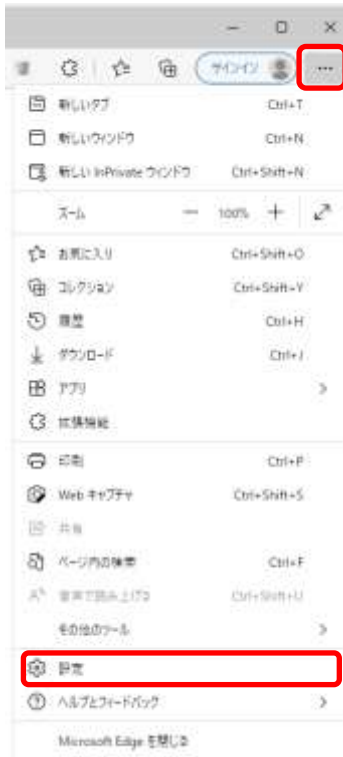 サインイン
新しいタブ Ctrl+T
新しいウィンドウ Ctrl+N
新しい InPrivate ウィンドウ Ctrl+Shift+N
ズーム 100%
お気に入り Ctrl+Shift+O
コレクション Ctrl+Shift+Y
履歴 Ctrl+H
ダウンロード Ctrl+J
アプリ
拡張機能
印刷 Ctrl+P
Web キャプチャ Ctrl+Shift+S
共有
ページ内の検索 Ctrl+F
音声で読み上げる Ctrl+Shift+U
その他のツール
設定
ヘルプとフィードバック
Microsoft Edge を閉じる